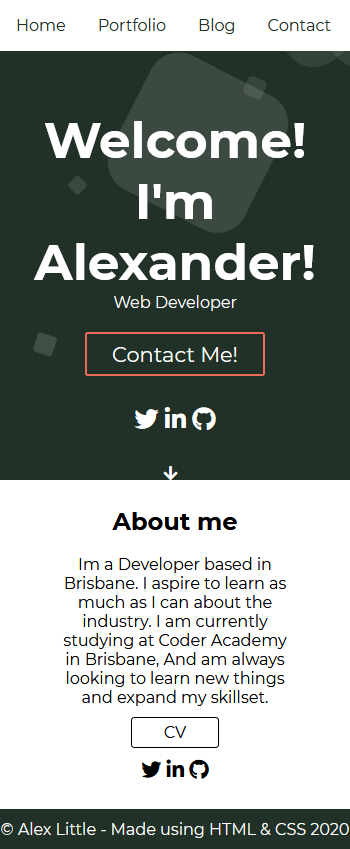 Home Portfolio Blog Contact
Welcome!
I'm
Alexander!
Web Developer
Contact Me!
About me
Im a Developer based in
Brisbane. I aspire to learn as
much as I can about the
industry. I am currently
studying at Coder Academy
in Brisbane, And am always
looking to learn new things
and expand my skillset.
CV
© Alex Little - Made using HTML & CSS 2020